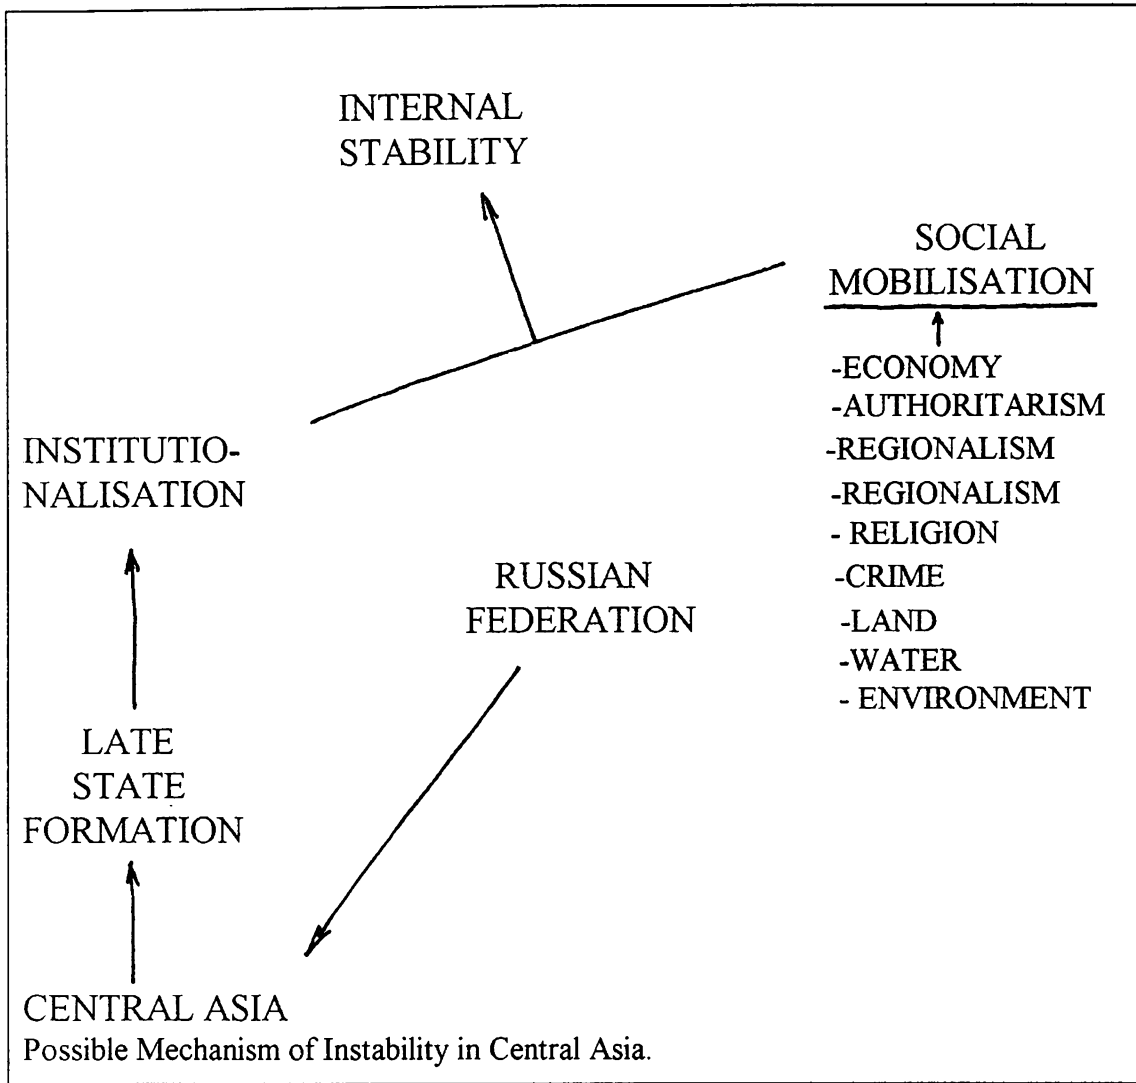 INTERNAL
STABILITY
SOCIAL
MOBILISATION
-ECONOMY
-AUTHORITARISM
-REGIONALISM
-REGIONALISM
- RELIGION
-CRIME
-LAND
-WATER
- ENVIRONMENT
INSTITUTIO-
NALISATION
RUSSIAN
FEDERATION
LATE
STATE
FORMATION
CENTRAL ASIA
Possible Mechanism of Instability in Central Asia.